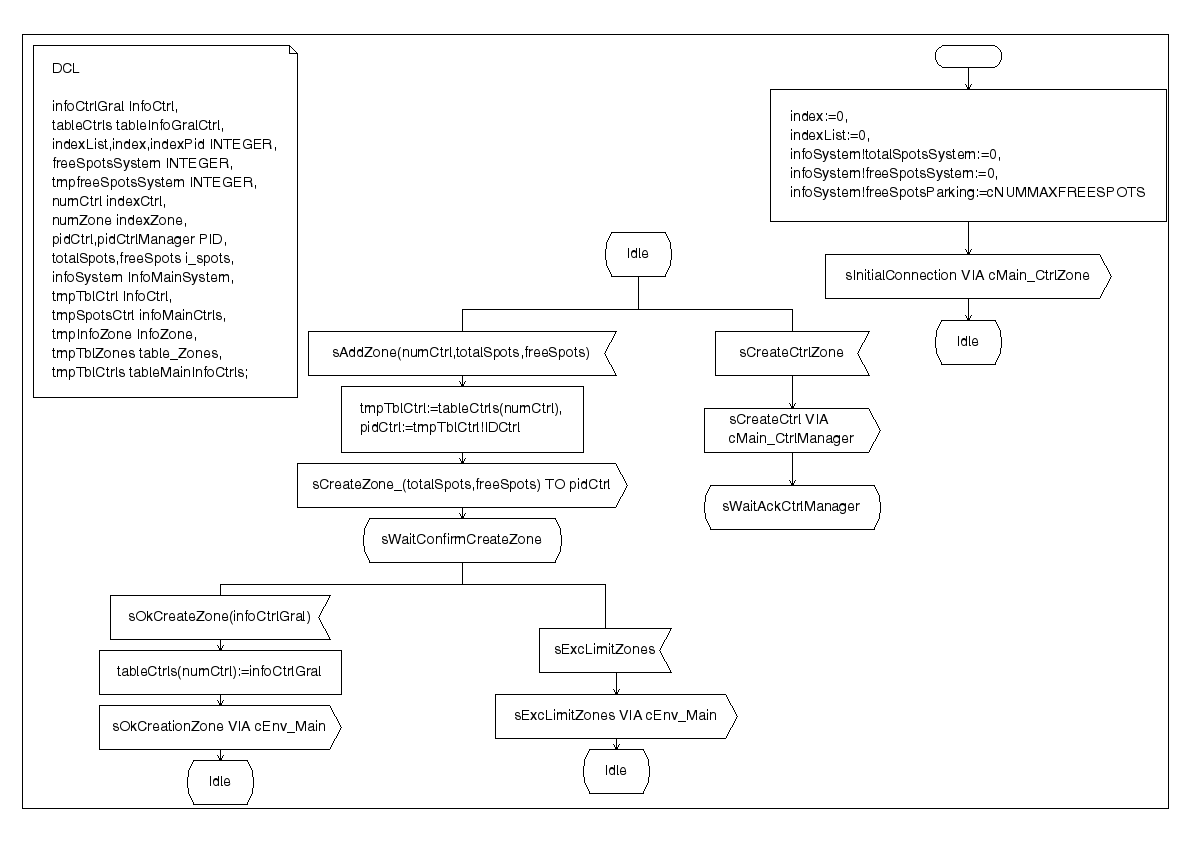 DCL
infoCtrlGral InfoCtrl,
tableCtrls tableInfoGralCtrl,
indexList,index,indexPid INTEGER,
freeSpotsSystem INTEGER,
tmpfreeSpotsSystem INTEGER,
numCtrl indexCtrl,
numZone indexZone,
pidCtrl,pidCtrlManager PID,
totalSpots,freeSpots i_spots,
infoSystem InfoMainSystem,
tmpTblCtrl InfoCtrl,
tmpSpotsCtrl infoMainCtrls,
tmpInfoZone InfoZone,
tmpTblZones table_Zones,
tmpTblCtrls tableMainInfoCtrls;
index:=0,
indexList:=0,
infoSystem!totalSpotsSystem:=0,
infoSystem!freeSpotsSystem:=0,
infoSystem!freeSpotsParking:=cNUMMAXFREESPOTS
sInitialConnection VIA cMain_CtrlZone
Idle
Idle
sAddZone(numCtrl,totalSpots,freeSpots)
tmpTblCtrl:=tableCtrls(numCtrl),
pidCtrl:=tmpTblCtrl!IDCtrl
sCreateZone_(totalSpots,freeSpots) TO pidCtrl
sWaitConfirmCreateZone
sCreateCtrlZone
sCreateCtrl VIA
cMain_CtrlManager
sWaitAckCtrlManager
sOkCreateZone(infoCtrlGral)
tableCtrls(numCtrl):=infoCtrlGral
sOkCreationZone VIA cEnv_Main
Idle
sExcLimitZones
sExcLimitZones VIA cEnv_Main
Idle